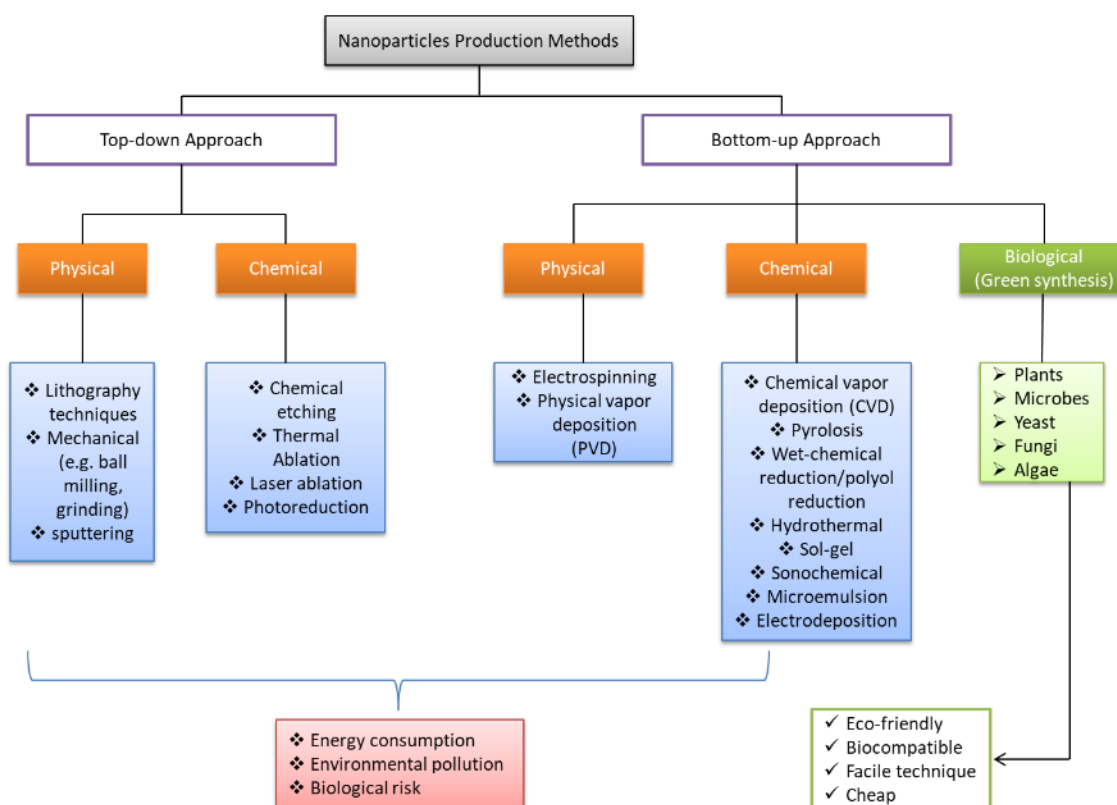 Nanoparticles Production Methods
Top-down Approach
Bottom-up Approach
Physical
Chemical
Physical
Chemical
Biological
(Green synthesis)
❖ Lithography
techniques
❖ Mechanical
(e.g. ball
milling,
grinding)
❖ sputtering
❖ Chemical
etching
❖ Thermal
Ablation
❖ Laser ablation
❖ Photoreduction
❖ Electrospinning
❖ Physical vapor
deposition
(PVD)
❖ Chemical vapor
deposition (CVD)
❖ Pyrolosis
❖ Wet-chemical
reduction/polyol
reduction
❖ Hydrothermal
❖ Sol-gel
❖ Sonochemical
❖ Microemulsion
❖ Electrodeposition
➢ Plants
➢ Microbes
➢ Yeast
➢ Fungi
➢ Algae
❖ Energy consumption
❖ Environmental pollution
❖ Biological risk
✓ Eco-friendly
✓ Biocompatible
✓ Facile technique
✓ Cheap